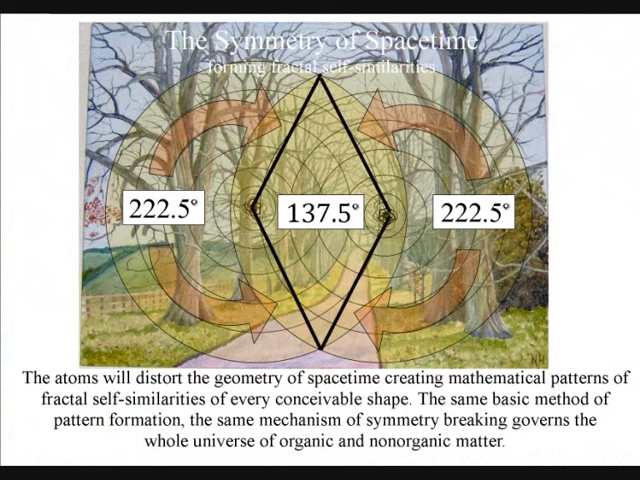 The Symmetry of Spacetime
forming fractal self-similarities
222.5°
137.5°
222.5°
The atoms will distort the geometry of spacetime creating mathematical patterns of
fractal self-similarities of every conceivable shape. The same basic method of
pattern formation, the same mechanism of symmetry breaking governs the
whole universe of organic and nonorganic matter.